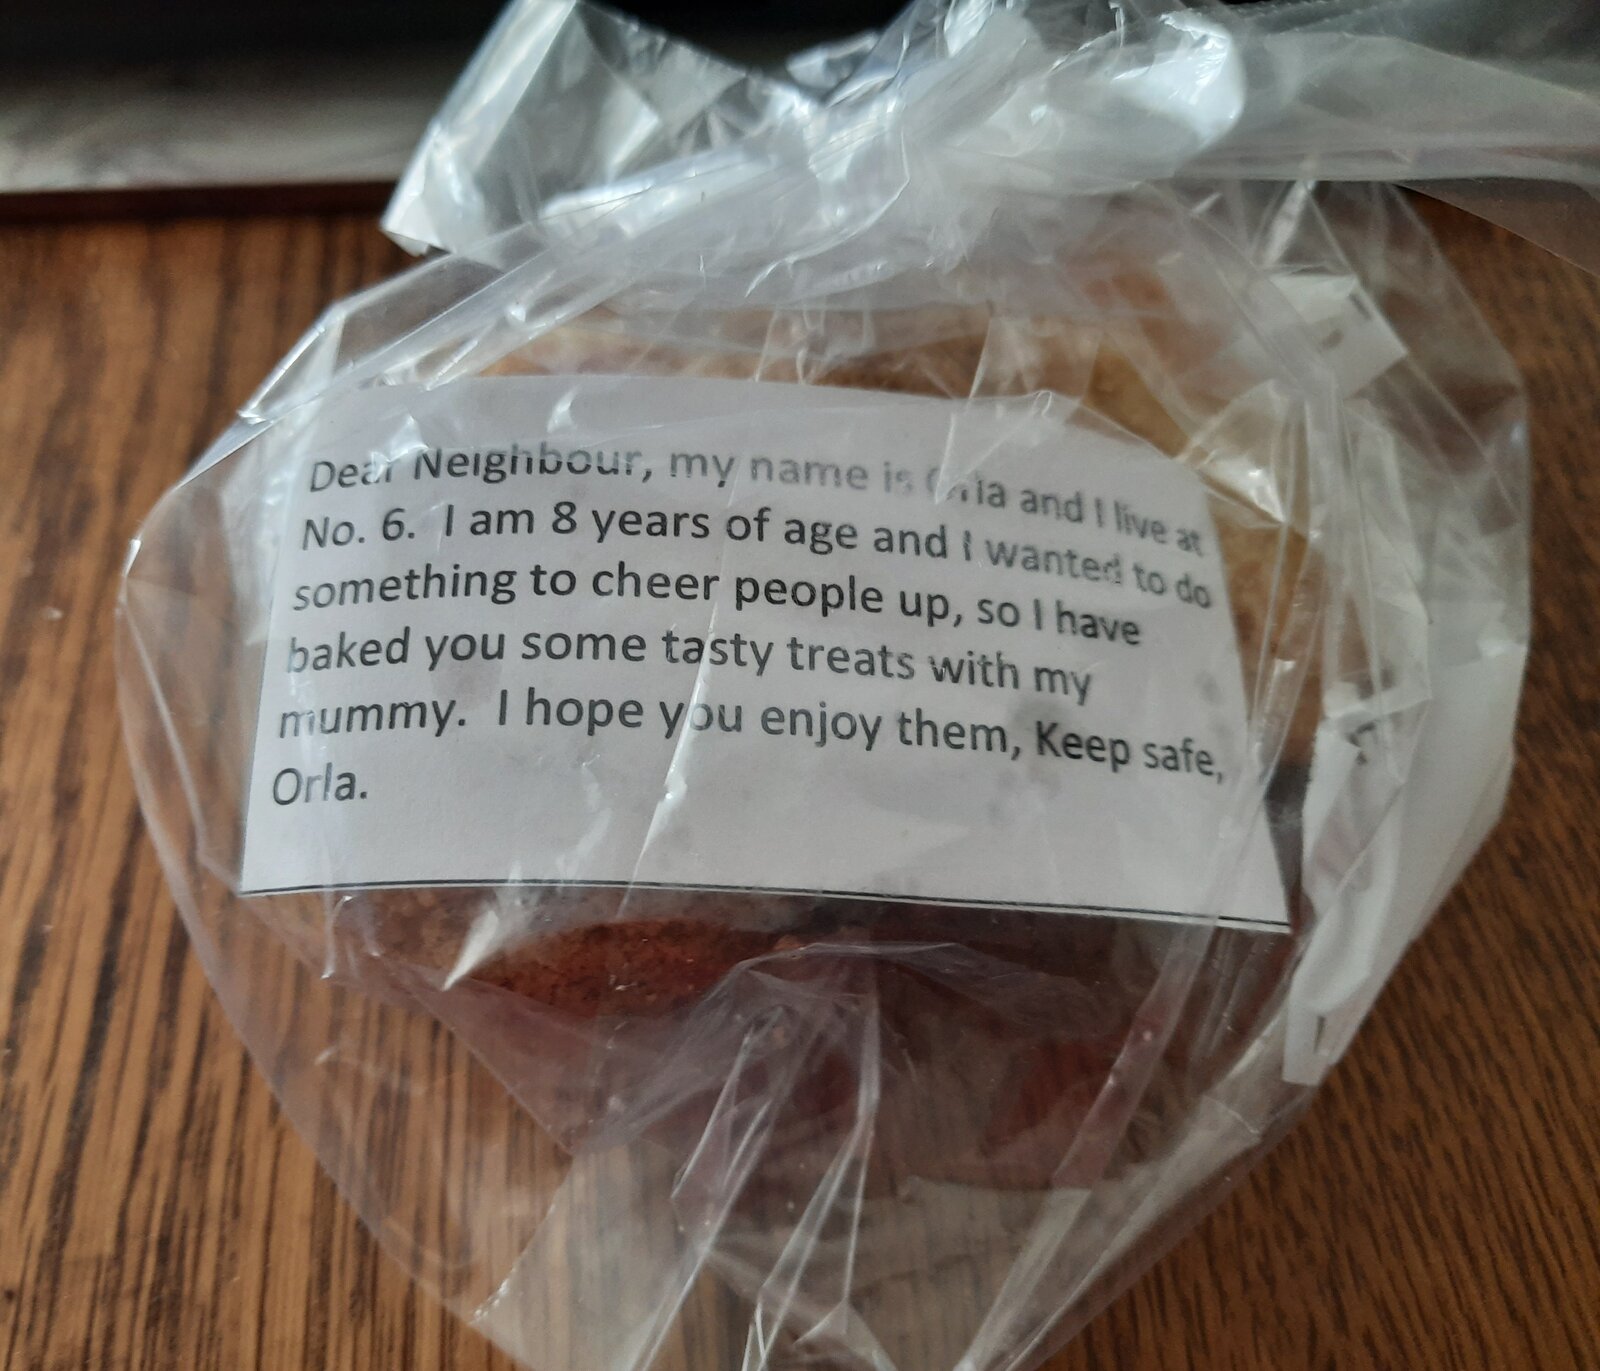 Dear Neighbour, my name is Orla and I live at
No. 6. I am 8 years of age and I wanted to do
something to cheer people up, so I have
baked you some tasty treats with my
mummy. I hope you enjoy them, Keep safe,
Orla.